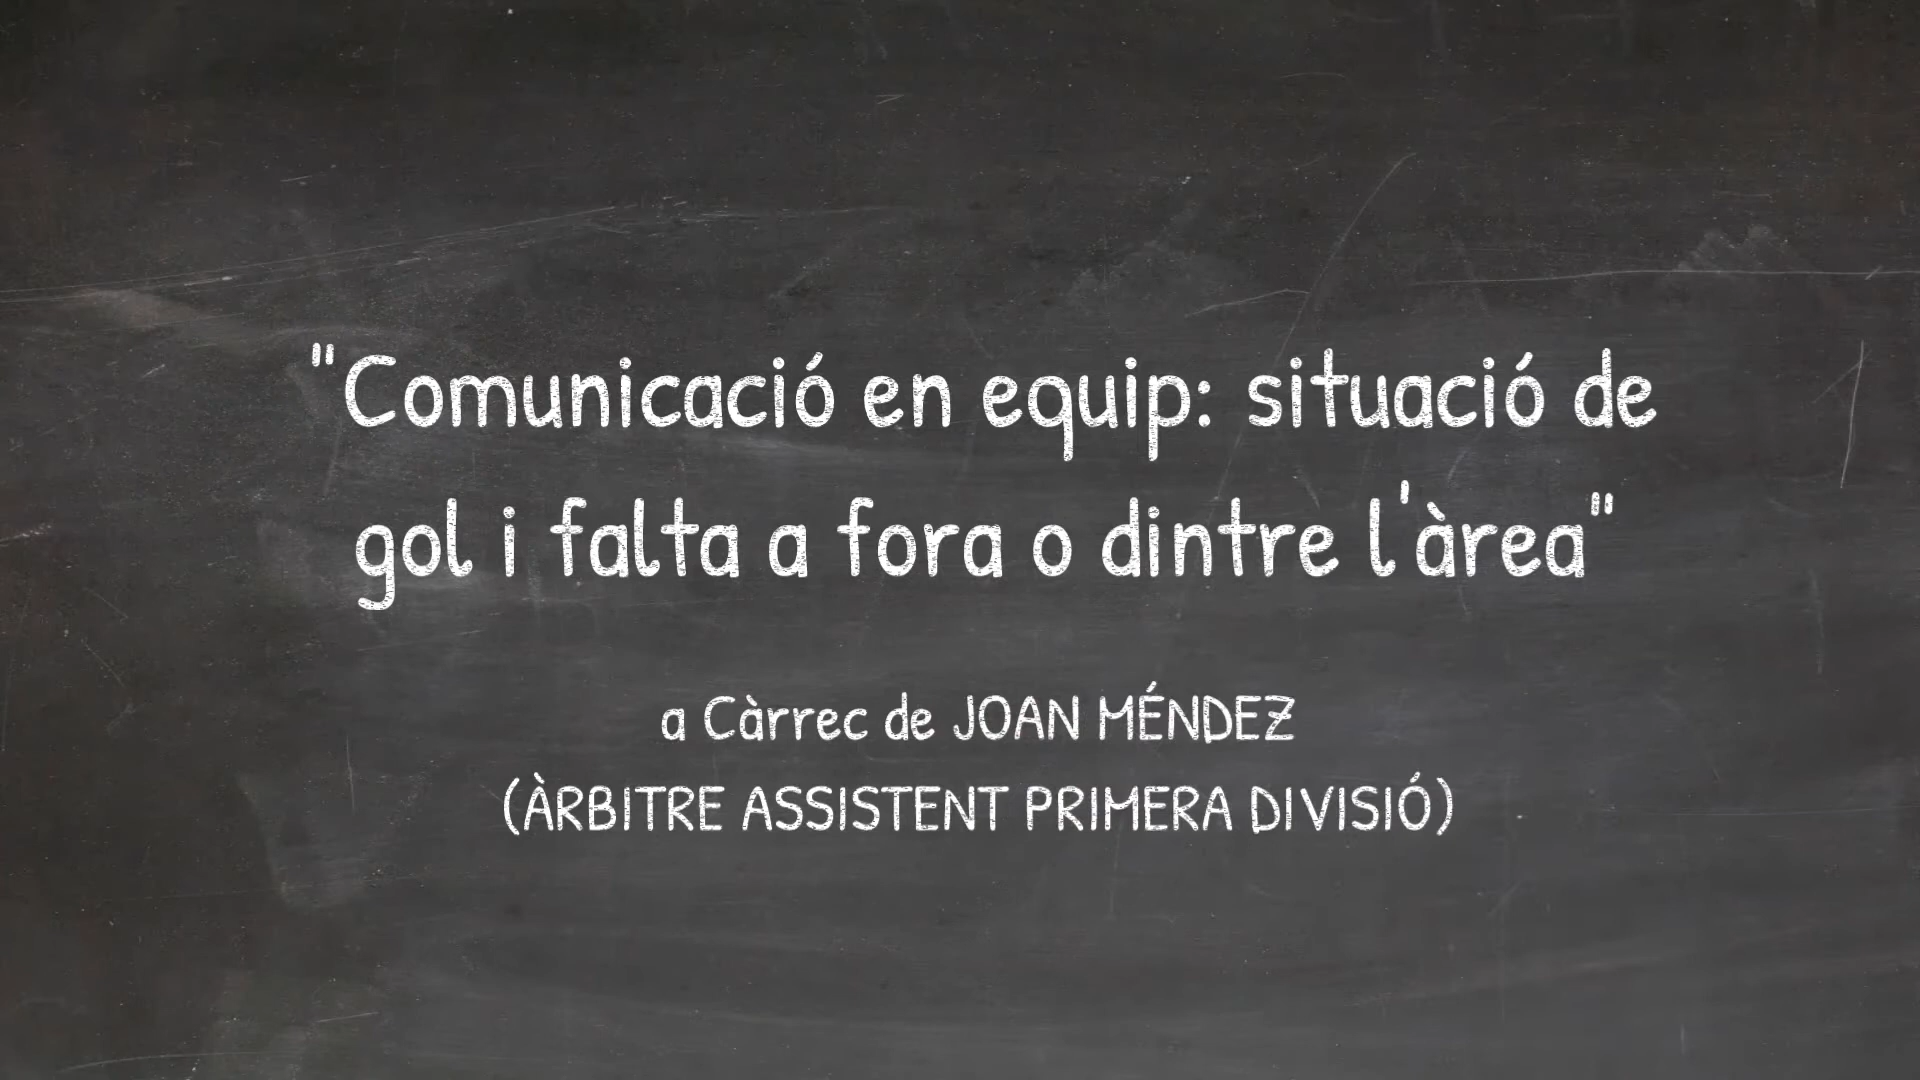 "Comunicació en equip: situació de
gol i falta a fora o dintre l'àrea"
a Càrrec de JOAN MÉNDEZ
(ÀRBITRE ASSISTENT PRIMERA DIVISIÓ)